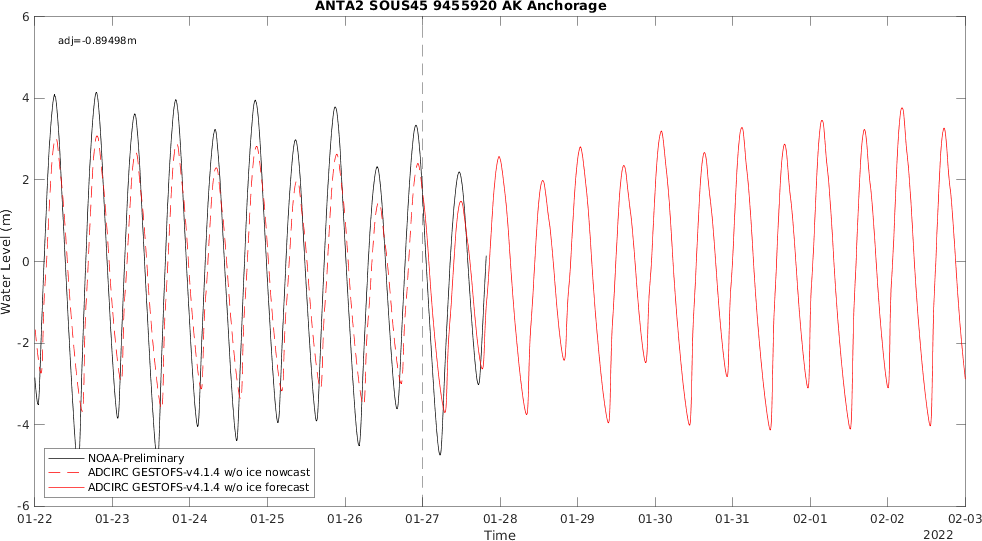 ANTA2 SOUS45 9455920 AK Anchorage
adj=-0.89498m
6
4
2
0
-2
-4
-6
Water Level (m)
NOAA-Preliminary
ADCIRC GESTOFS-v4.1.4 w/o ice nowcast
ADCIRC GESTOFS-v4.1.4 w/o ice forecast
01-22 01-23 01-24 01-25 01-26 01-27 01-28 01-29 01-30 01-31 02-01 02-02 02-03
Time
2022